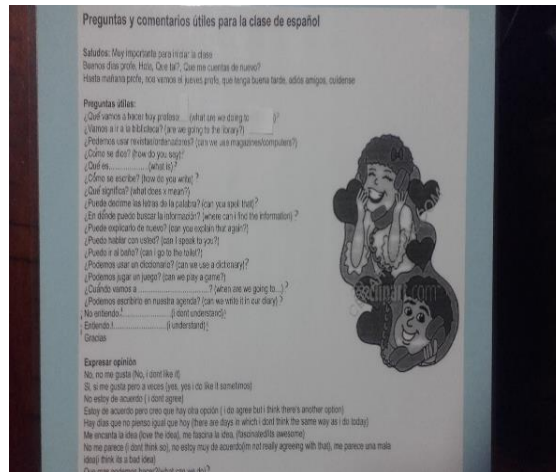 Preguntas y comentarios útiles para la clase de español
Saludos: Muy importante para iniciar la clase
Buenos días profe, Hola, Que tal?, Que me cuentas de nuevo?
Hasta mañana profe, nos vemos el jueves profe, que tenga buena tarde, adiós amigos, cuídense
Preguntas útiles:
¿Qué vamos a hacer hoy profesor.... (what are we doing to )?
¿Vamos a ir a la biblioteca? (are we going to the library?)
¿Podemos usar revistas/ordenadores? (can we use magazines/computers?)
¿Cómo se dice? (how do you say)?
¿Qué es................(what is)?
¿Cómo se escribe? (how do you write) ?
¿Qué significa? (what does x mean?)
¿Puede decirme las letras de la palabra? (can you spell that)?
¿En dónde puedo buscar la información? (where can i find the information) ?
¿Puede explicarlo de nuevo? (can you explain that again?)
¿Puedo hablar con usted? (can I speak to you?)
¿Puedo ir al baño? (can I go to the toilet?)
¿Podemos usar un diccionario? (can we use a dictionary)?
¿Podemos jugar un juego? (can we play a game?)
¿Cuándo vamos a ..............................? (when are we going to...)?
¿Podemos escribirlo en nuestra agenda? (can we write it in our diary) ?
No entiendo!......................(i dont understand)
Entiendo !......................(i understand)
Gracias
Expresar opinión
No, no me gusta (No, i dont like it)
Si, si me gusta pero a veces (yes, yes i do like it sometimes)
No estoy de acuerdo ( i dont agree)
Estoy de acuerdo pero creo que hay otra opción ( i do agree but i think there's another option)
Hay días que no pienso igual que hoy (there are days in which i dont think the same way as i do today)
Me encanta la idea (love the idea), me fascina la idea, (fascinated/is awesome)
No me parece (i dont think so), no estoy muy de acuerdo(im not really agreeing with that), me parece una mala
idea(i think its a bad idea)
Que mas podemos hacer?(what can we do)?